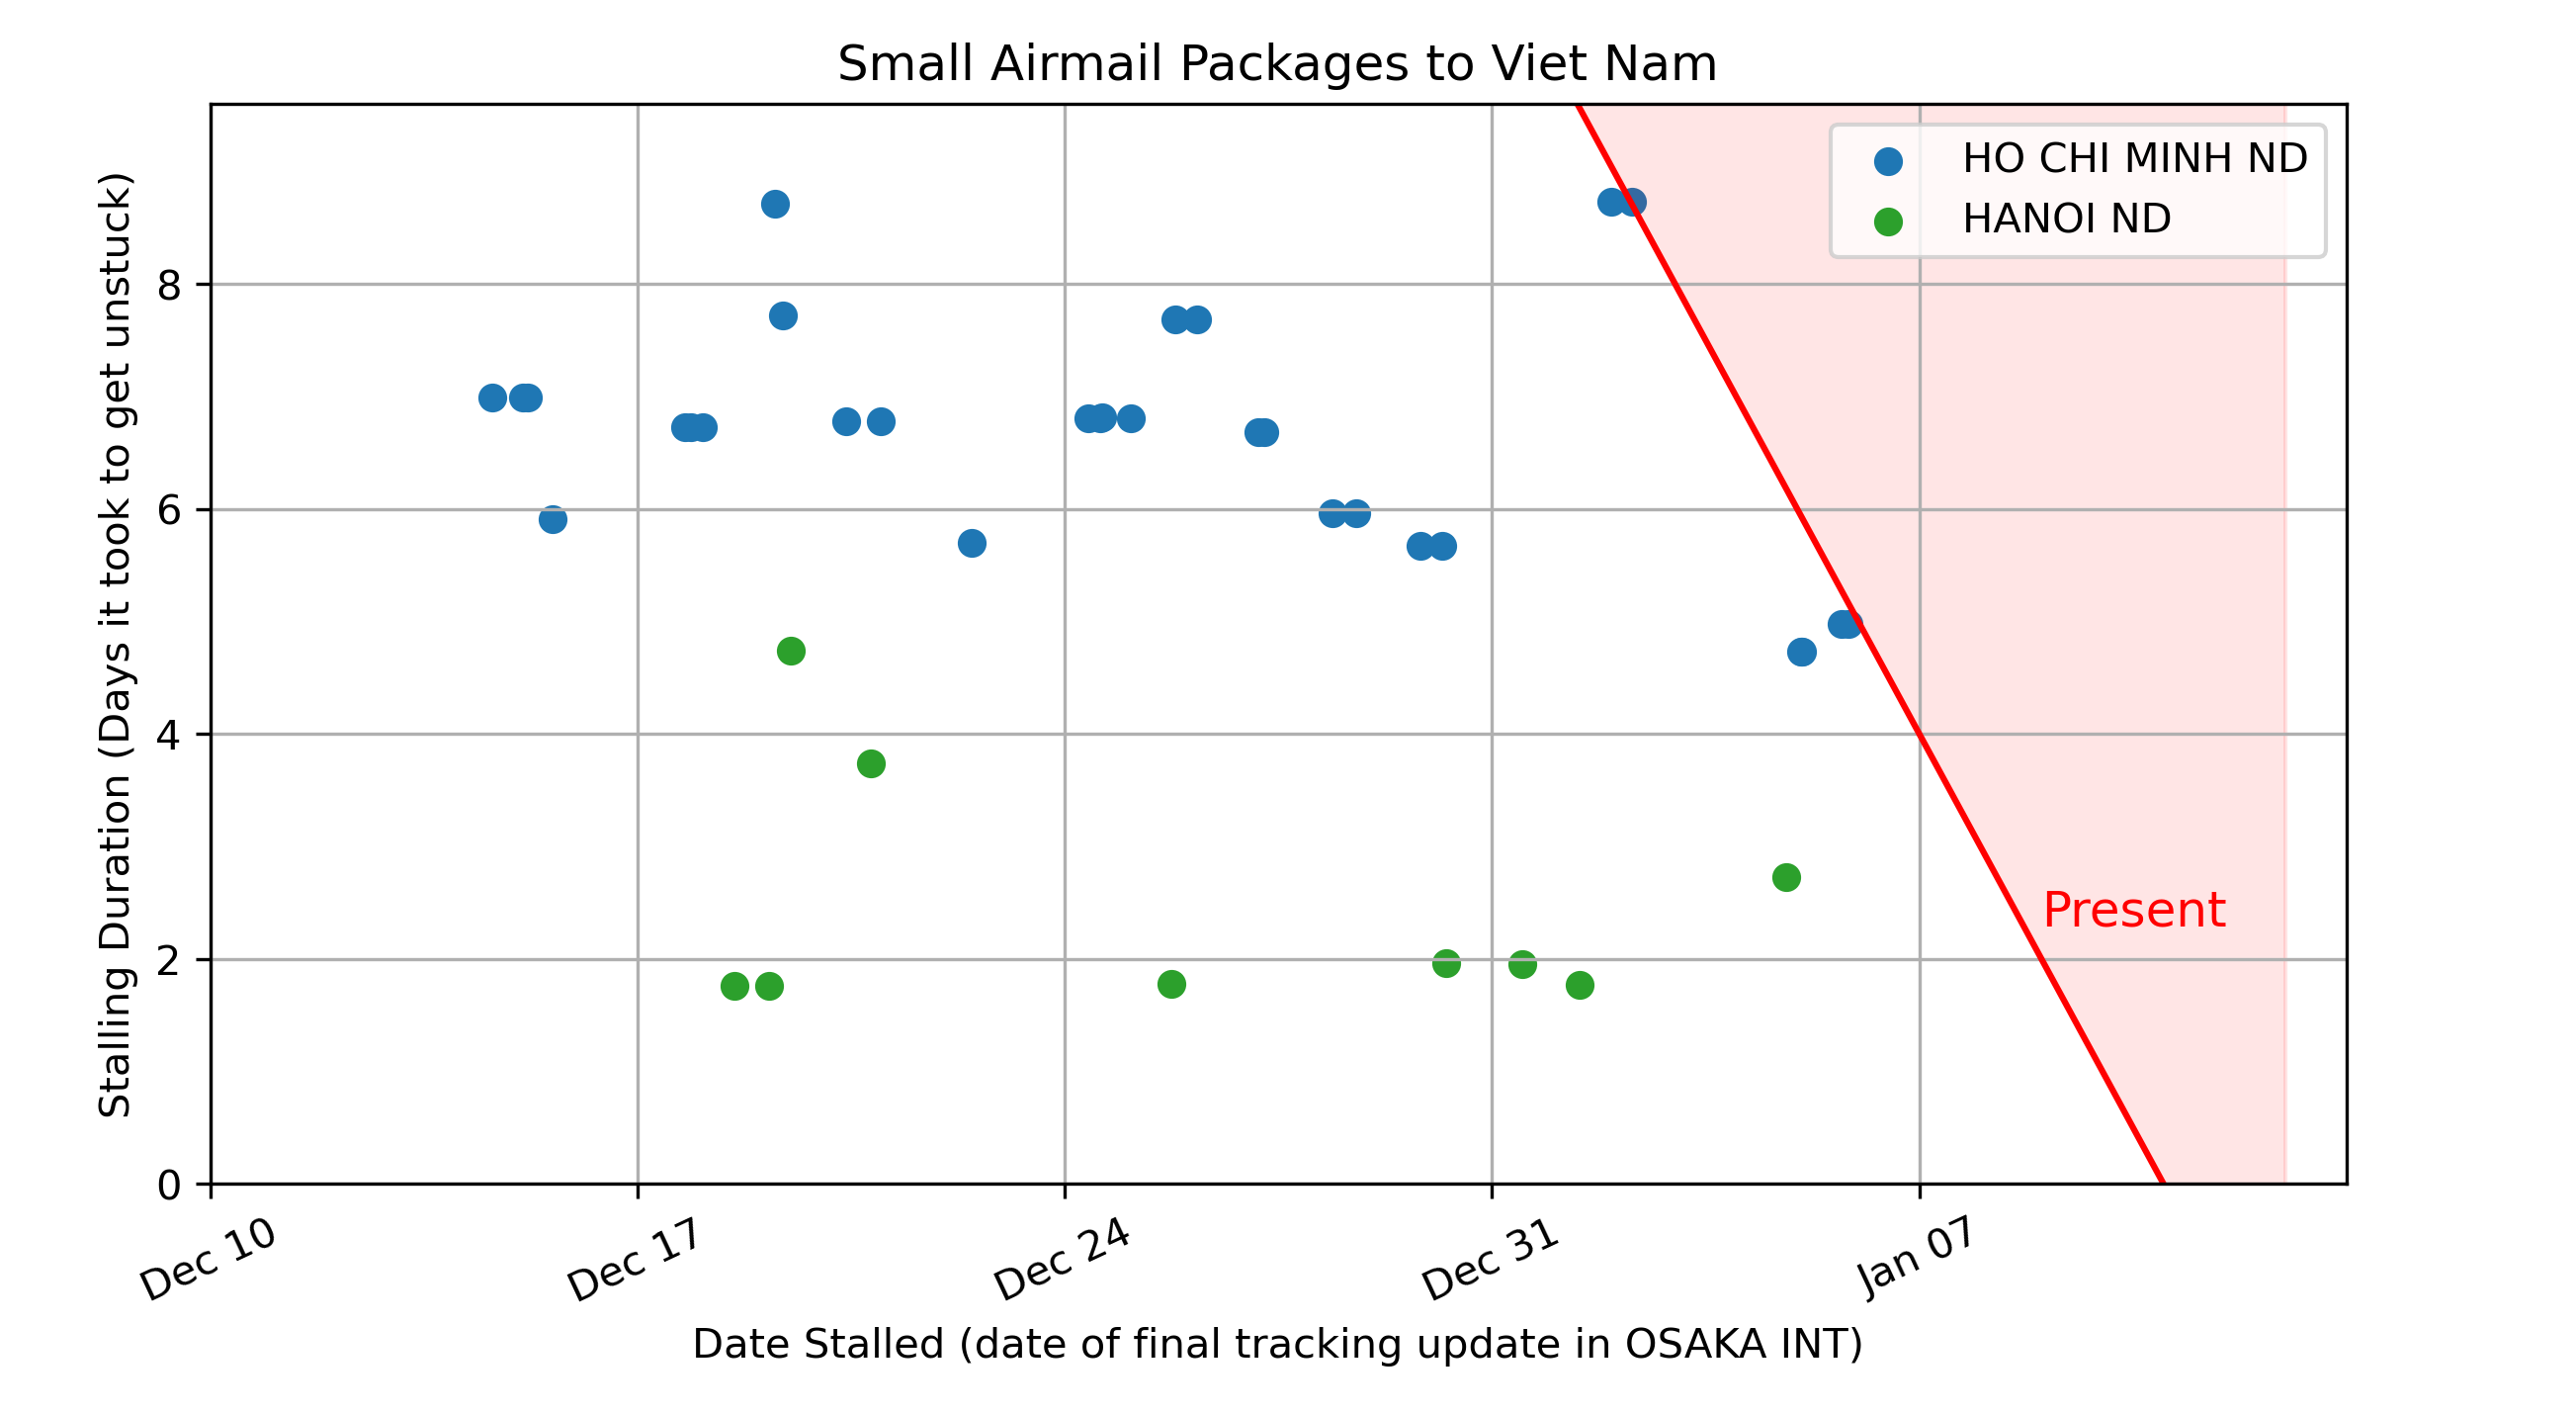 Small Airmail Packages to Viet Nam
HO CHI MINH ND
HANOI ND
Stalling Duration (Days it took to get unstuck)
8
6
4
2
0
Present
Dec 10
Dec 17
Dec 24
Dec 31
Jan 07
Date Stalled (date of final tracking update in OSAKA INT)